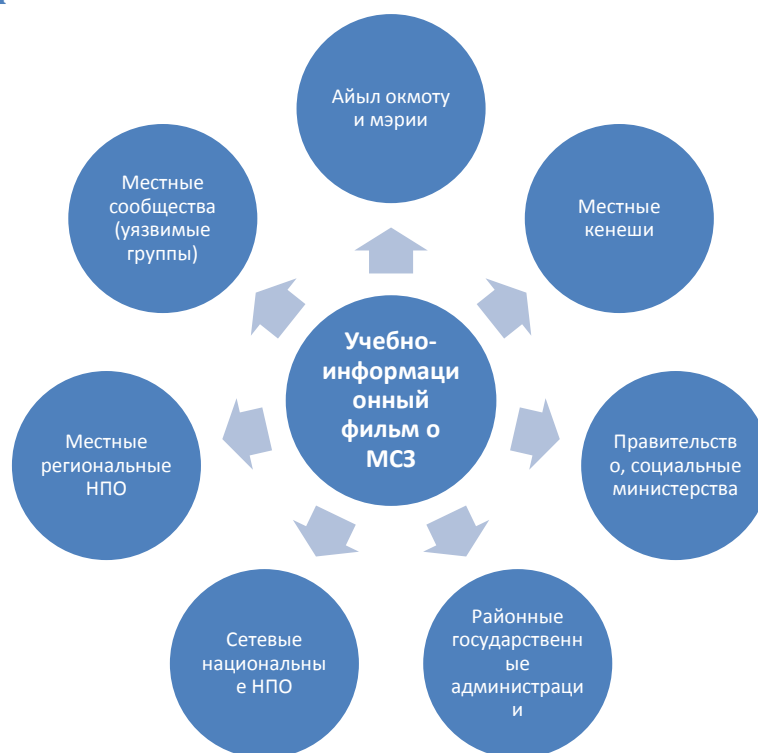 Айыл окмоту
и мэрии
Местные
кенеши
Правительств
о, социальные
министерства
Районные
государственн
ые
администраци
и
Сетевые
национальны
е НПО
Местные
региональные
НПО
Местные
сообщества
(уязвимые
группы)
Учебно-
информаци
онный
фильм о
МСЗ